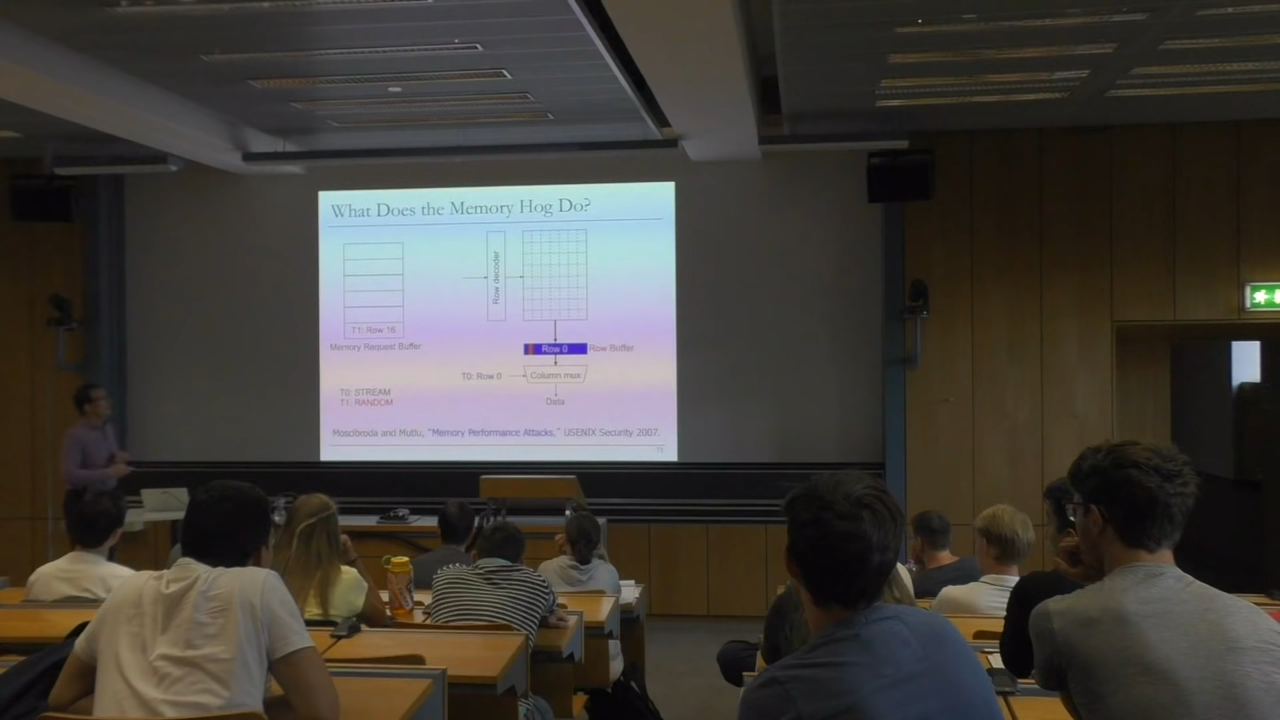 What Does the Memory Hog Do?
Row decoder
T1: Row 16
Memory Request Buffer
Row 0
Row Buffer
T0: Row 0
Column mux
Data
T0: STREAM
T1: RANDOM
Moscibroda and Mutlu, "Memory Performance Attacks," USENIX Security 2007.